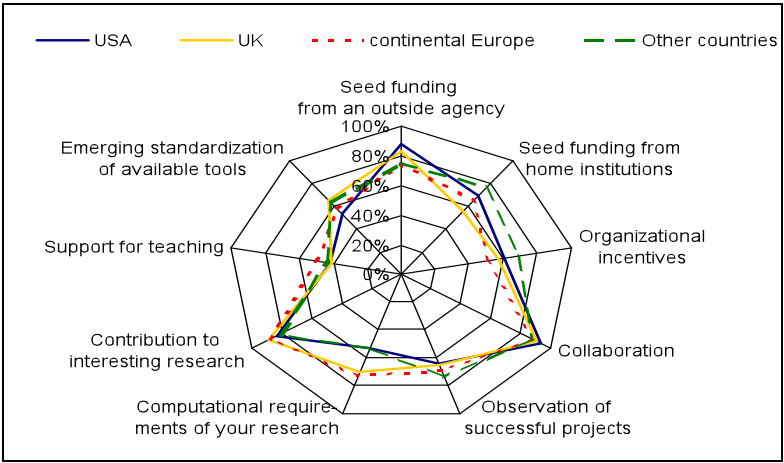 USA
UK
continental Europe
Other countries
Seed funding
from an outside agency
100%
80%
60%
40%
20%
0%
Seed funding from
home institutions
Organizational
incentives
Collaboration
Observation of
successful projects
Computational require-
ments of your research
Contribution to
interesting research
Support for teaching
Emerging standardization
of available tools